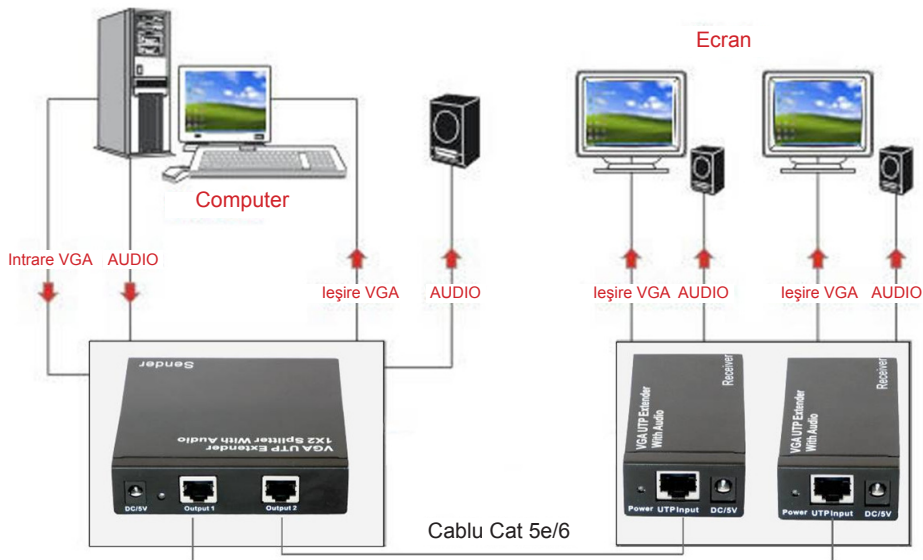 Ecran
Computer
Intrare VGA AUDIO
Ieşire VGA AUDIO
Ieşire VGA AUDIO
Ieşire VGA AUDIO
Sender
VGA UTP Extender
1X2 Splitter With Audio
DC/5V Output 1 Output 2
Receiver
VGA UTP Extender
With Audio
Power UTP Input DC/5V
Receiver
VGA UTP Extender
With Audio
Power UTP Input DC/5V
Cablu Cat 5e/6